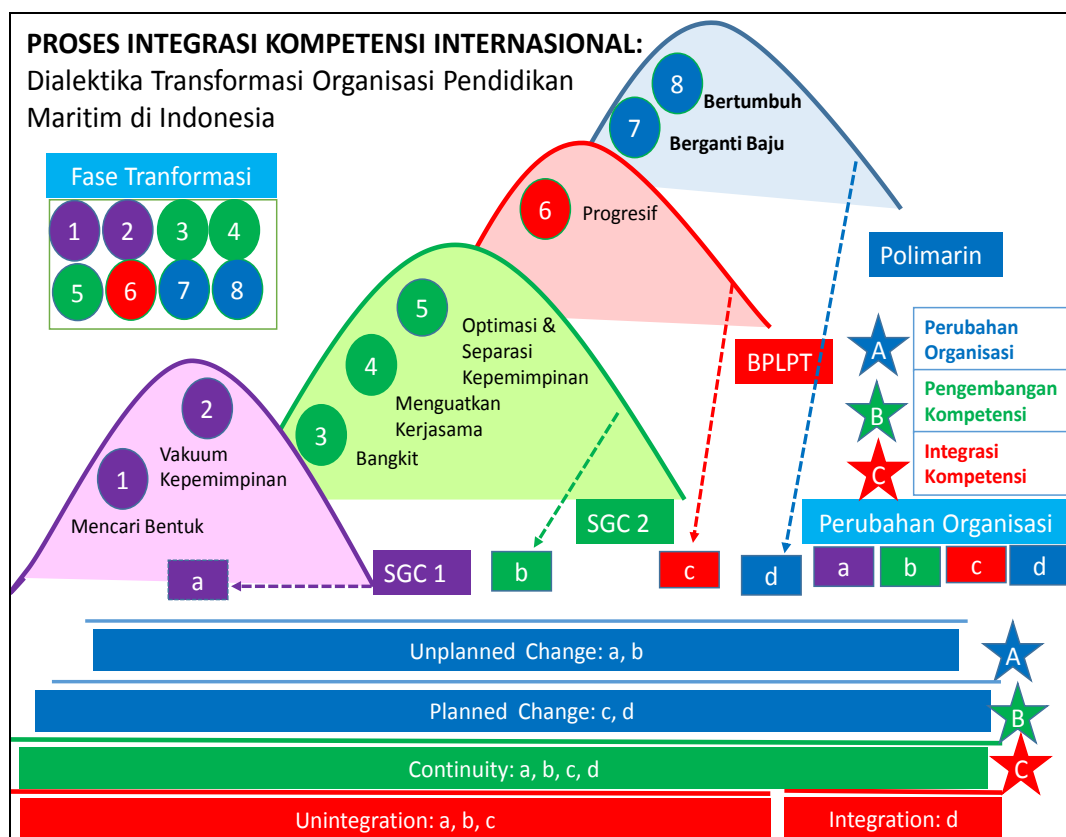 PROSES INTEGRASI KOMPETENSI INTERNASIONAL:
Dialektika Transformasi Organisasi Pendidikan
Maritim di Indonesia
8
Bertumbuh
7
Berganti Baju
Fase Tranformasi
1 2 3 4
5 6 7 8
6
Progresif
Polimarin
5
Optimasi &
Separasi
Kepemimpinan
4
Menguatkan
Kerjasama
3
Bangkit
BPLPT
A
Perubahan
Organisasi
B
Pengembangan
Kompetensi
C
Integrasi
Kompetensi
2
Vakuum
Kepemimpinan
1
Mencari Bentuk
SGC 2
Perubahan Organisasi
a
SGC 1
b
c
d
a b c d
Unplanned Change: a, b
A
Planned Change: c, d
B
Continuity: a, b, c, d
C
Unintegration: a, b, c
Integration: d